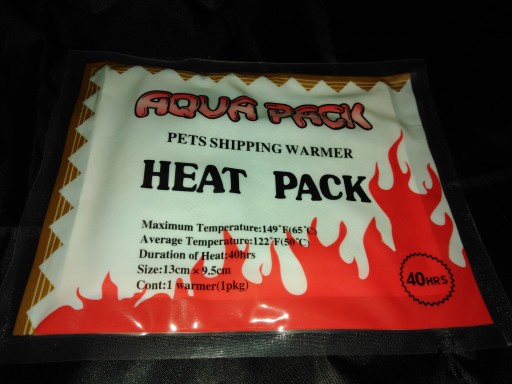 AQUA PACK
PETS SHIPPING WARMER
HEAT PACK
Maximum Temperature:149°F(65°C)
Average Temperature:122°F(50°C)
Duration of Heat:40hrs
Size:13cm × 9.5cm
Cont:1 warmer(1pkg)
40HRS